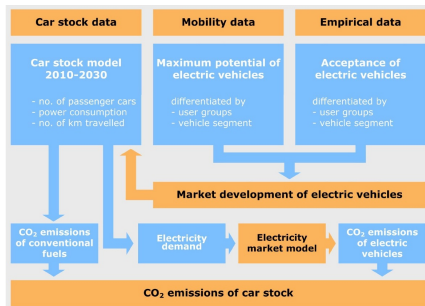 Car stock data
Mobility data
Empirical data
Car stock model
2010-2030
- no. of passenger cars
- power consumption
- no. of km travelled
Maximum potential of
electric vehicles
differentiated by
- user groups
- vehicle segment
Acceptance of
electric vehicles
differentiated by
- user groups
- vehicle segment
Market development of electric vehicles
CO₂ emissions
of conventional
fuels
Electricity
demand
Electricity
market model
CO₂ emissions
of electric
vehicles
CO₂ emissions of car stock